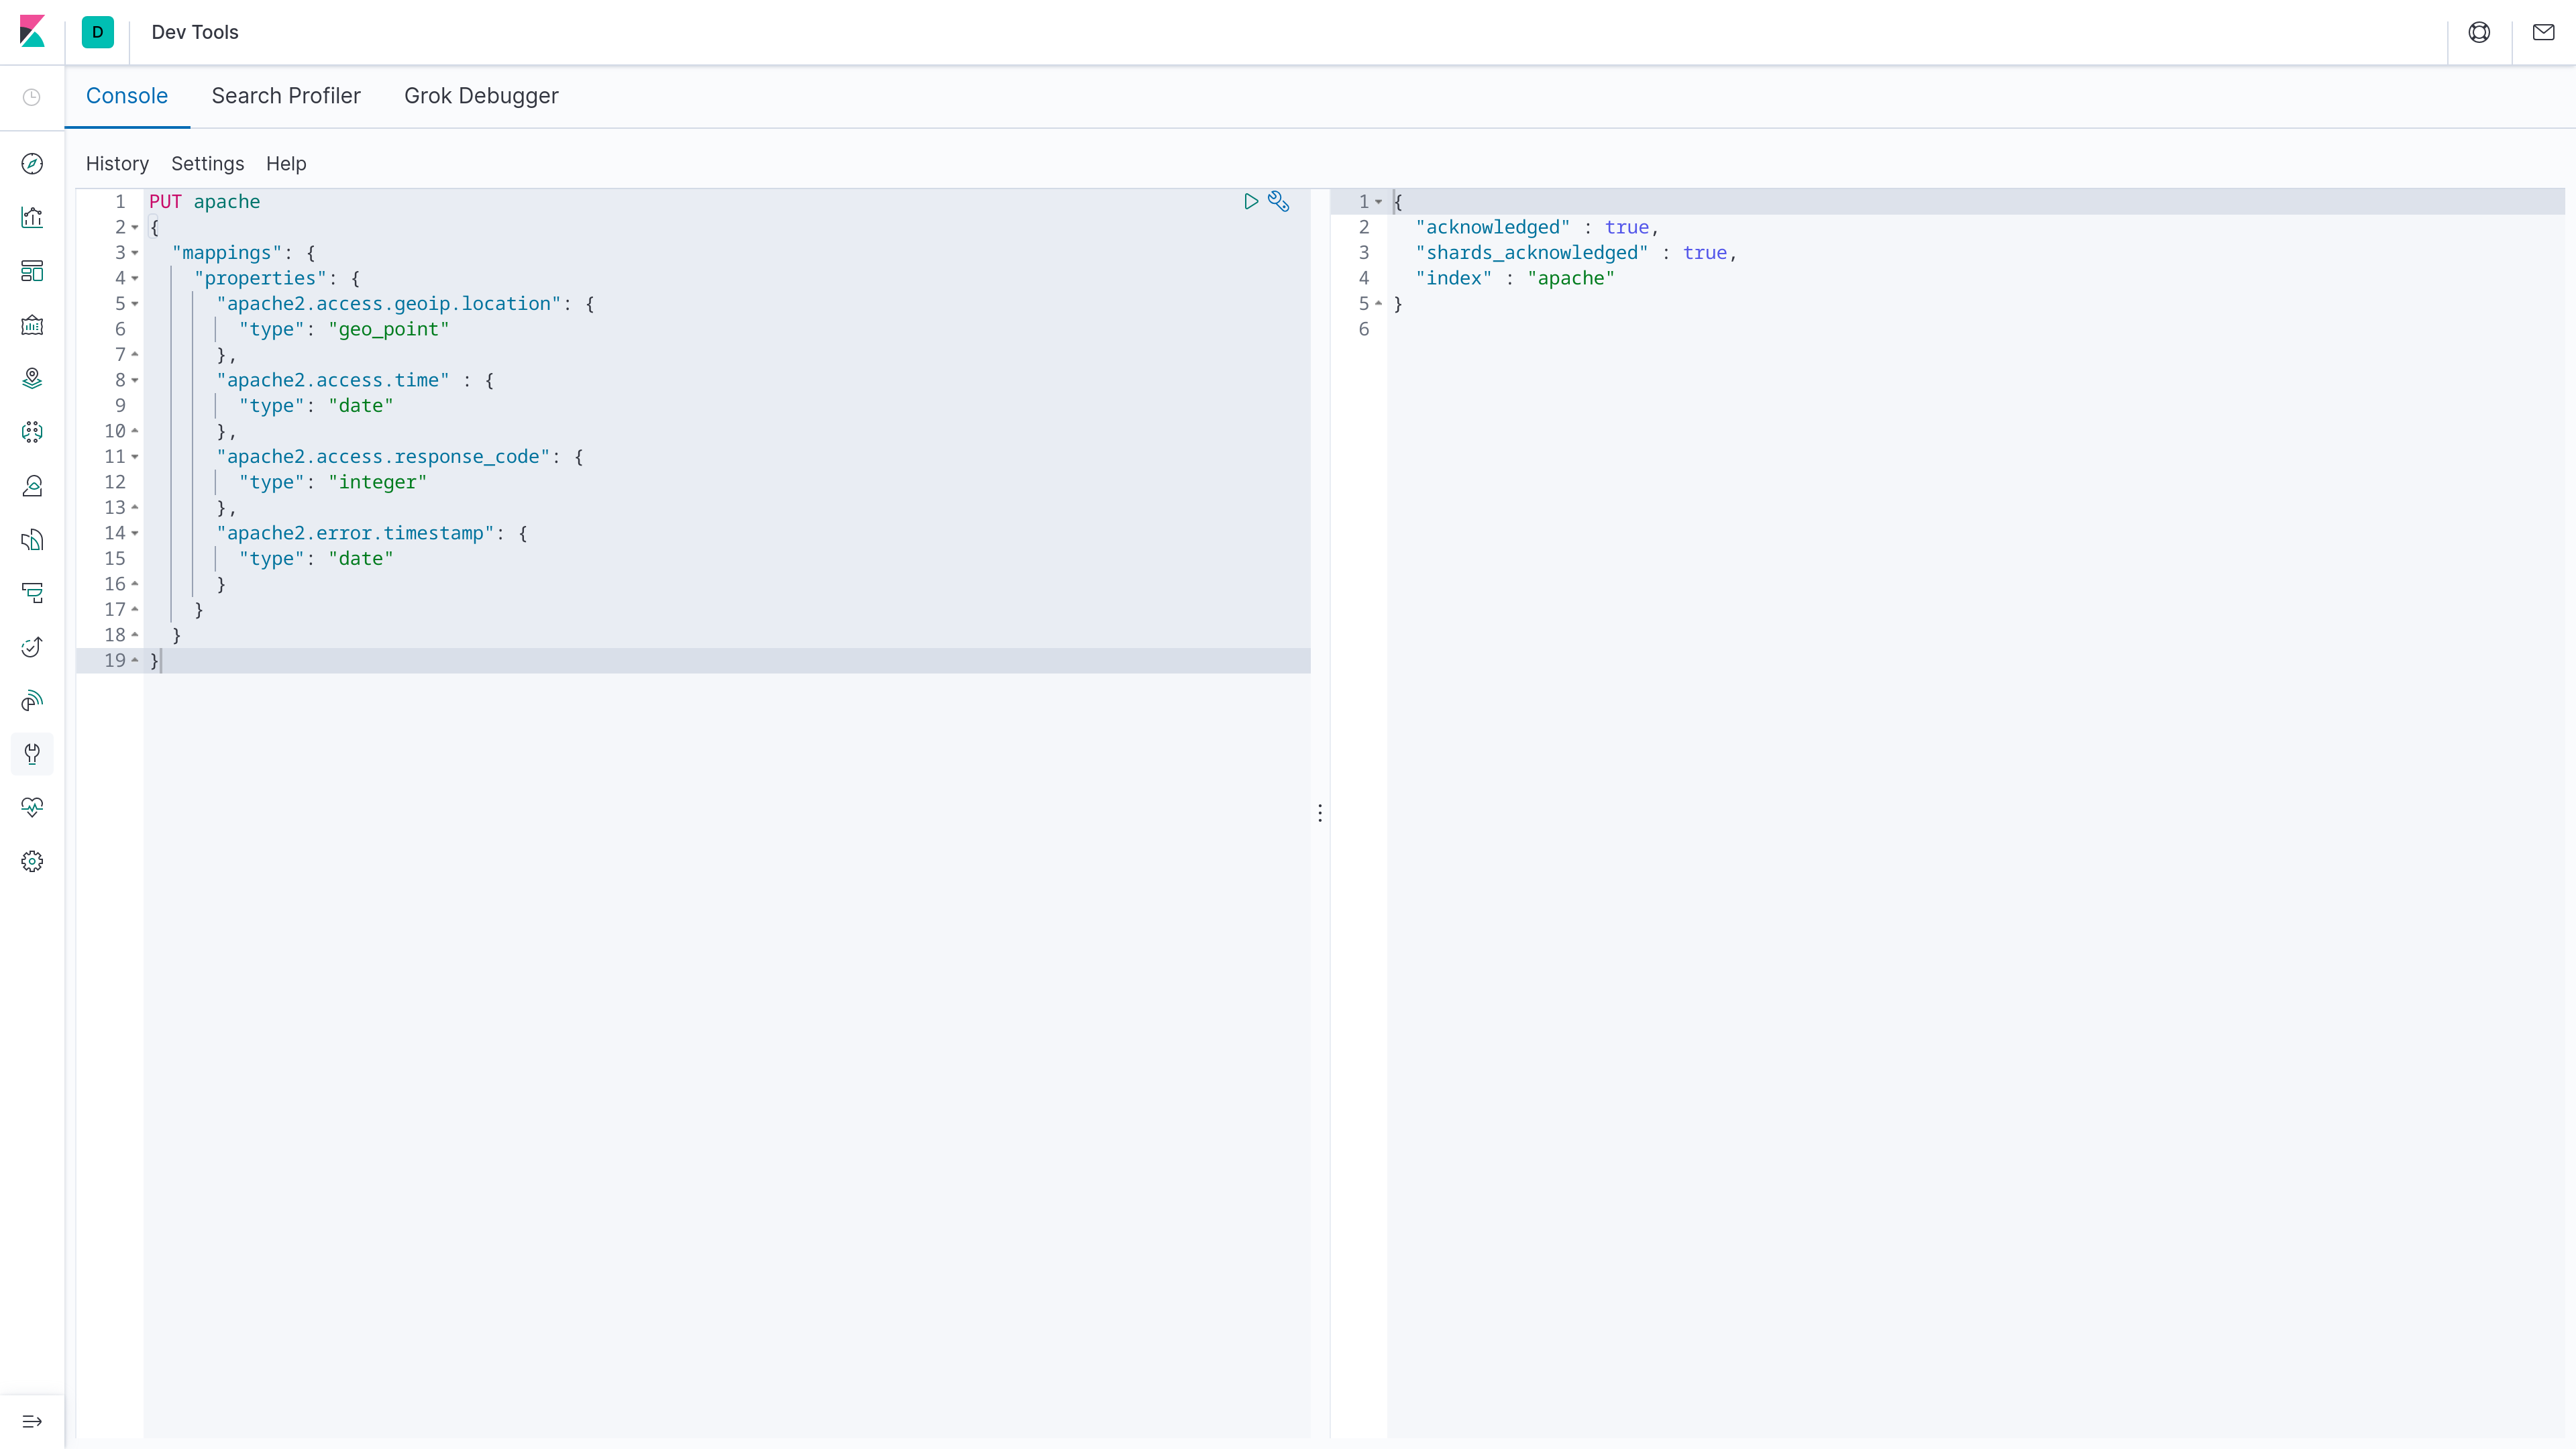 D Dev Tools
Console Search Profiler Grok Debugger
History Settings Help
1 PUT apache
2 {
3 "mappings": {
4 "properties": {
5 "apache2.access.geoip.location": {
6 "type": "geo_point"
7 },
8 "apache2.access.time" : {
9 "type": "date"
10 },
11 "apache2.access.response_code": {
12 "type": "integer"
13 },
14 "apache2.error.timestamp": {
15 "type": "date"
16 }
17 }
18 }
19 }
1 {
2 "acknowledged" : true,
3 "shards_acknowledged" : true,
4 "index" : "apache"
5 }
6